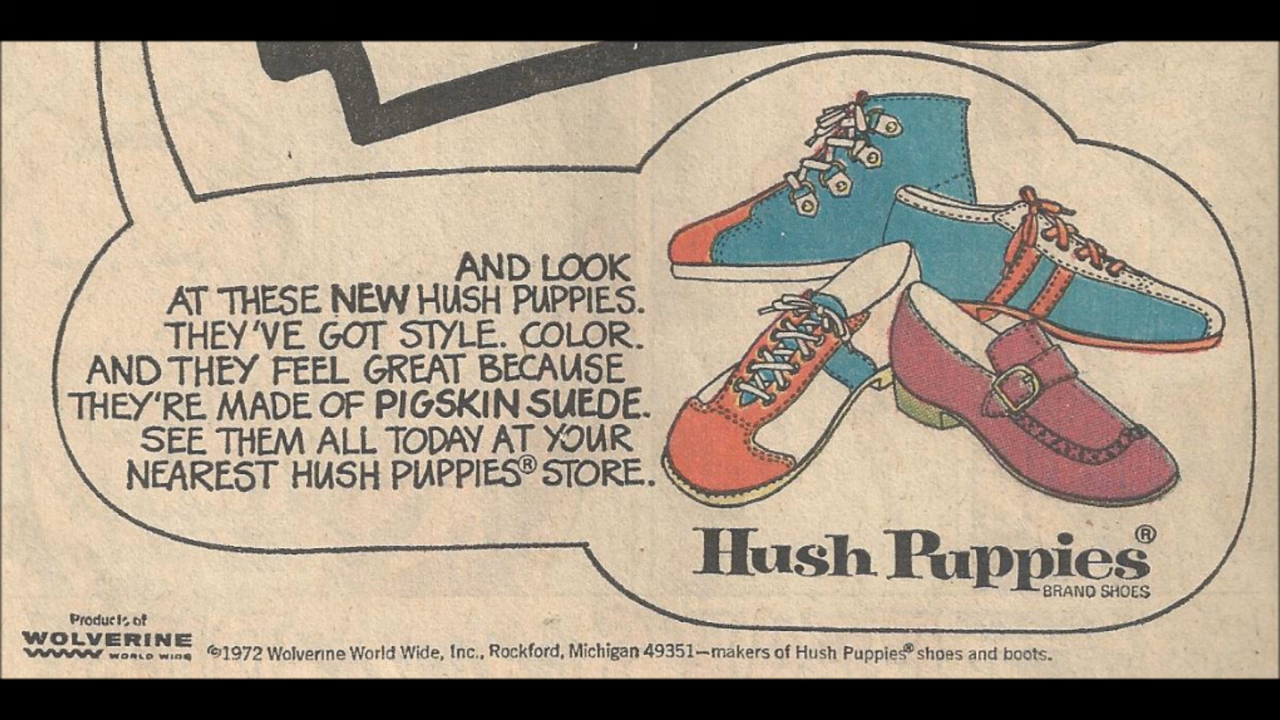 AND LOOK
AT THESE NEW HUSH PUPPIES.
THEY'VE GOT STYLE. COLOR.
AND THEY FEEL GREAT BECAUSE
THEY'RE MADE OF PIGSKIN SUEDE.
SEE THEM ALL TODAY AT YOUR
NEAREST HUSH PUPPIES® STORE.
Hush Puppies®
BRAND SHOES
Products of
WOLVERINE
WORLD WIDE
©1972 Wolverine World Wide, Inc., Rockford, Michigan 49351—makers of Hush Puppies® shoes and boots.